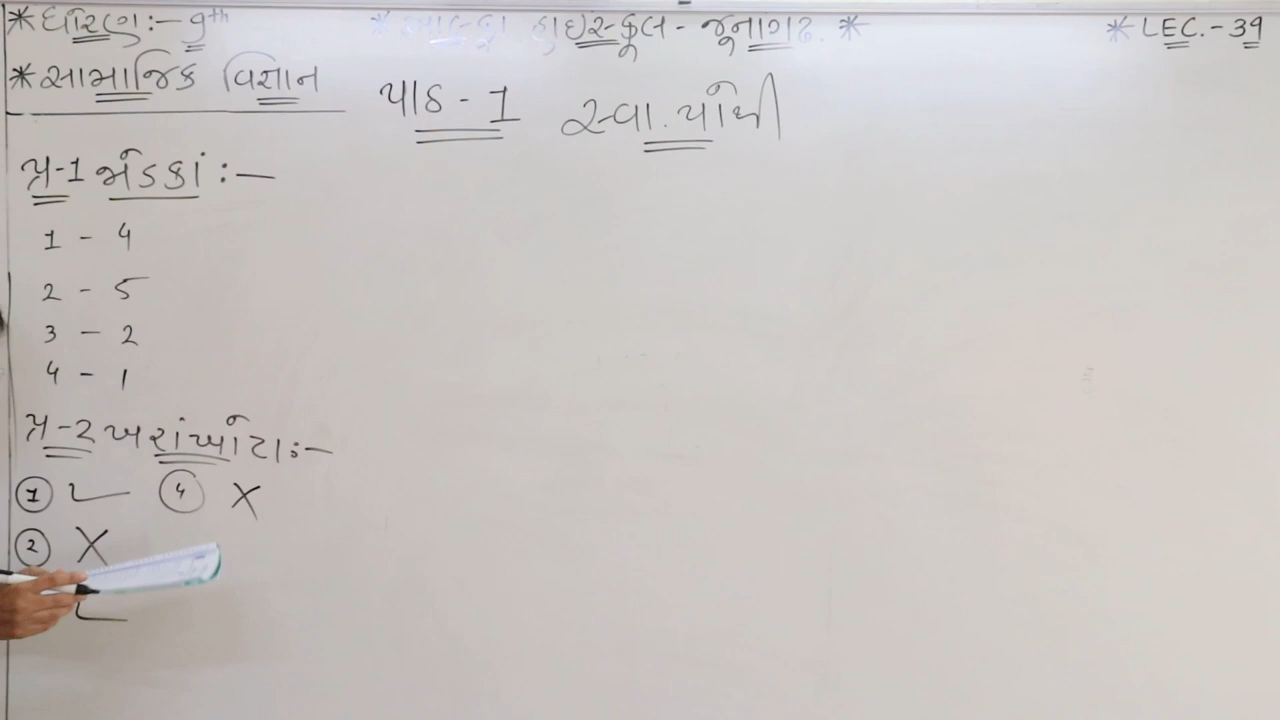 * ધોરણ:- 9th
* આલ્ફા હાઇસ્કૂલ - જૂનાગઢ. *
* LEC. - 39
* સામાજિક વિજ્ઞાન
પાઠ - 1 સ્વા. પોથી
પ્ર-1 જોડકાં :-
1 - 4
2 - 5
3 - 2
4 - 1
પ્ર-2 ખરાંખોટા :-
① ✓ ④ X
② X
✓